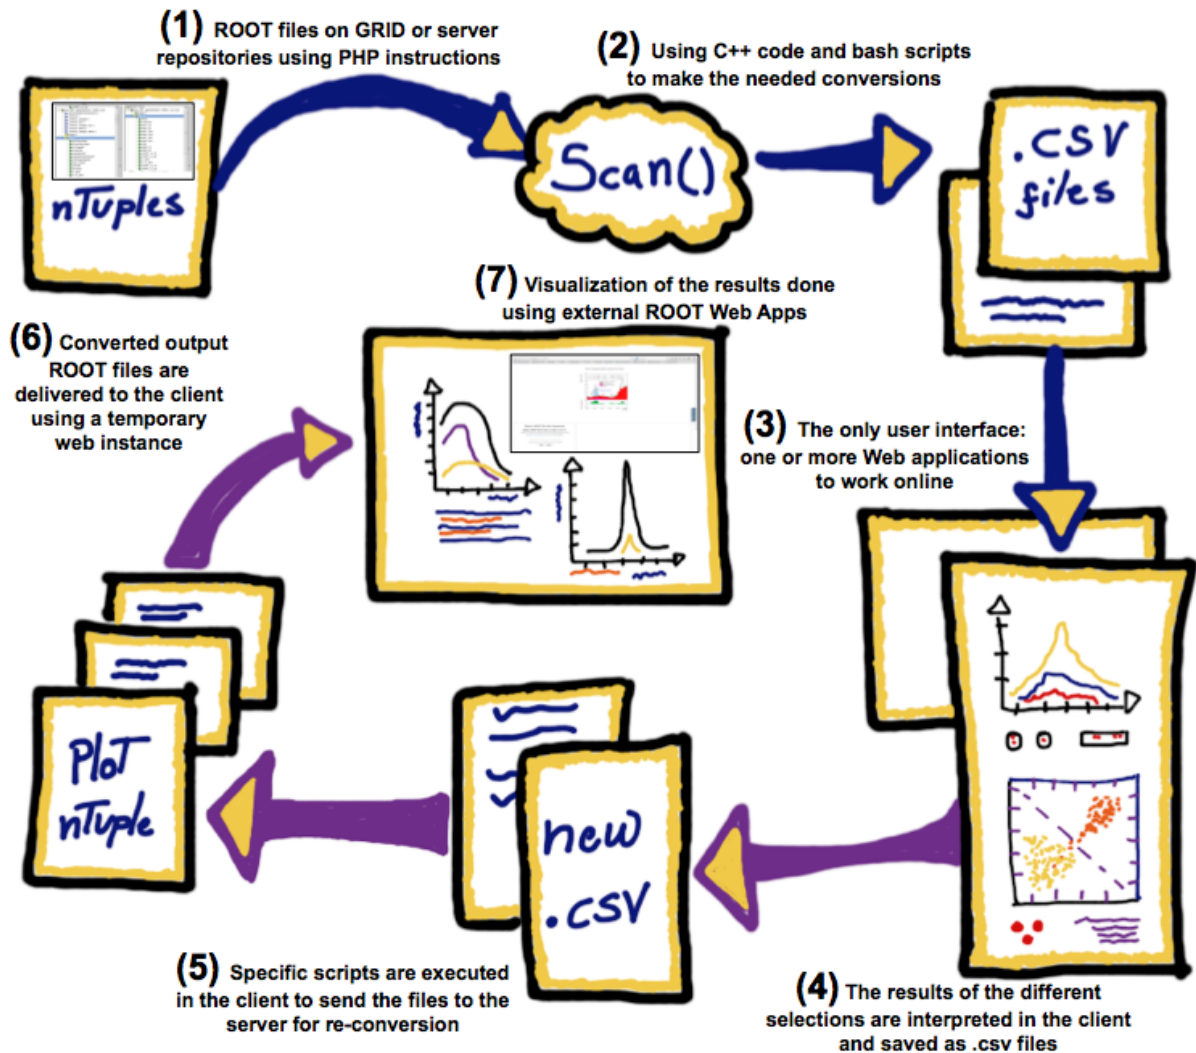 (1) ROOT files on GRID or server
repositories using PHP instructions
(2) Using C++ code and bash scripts
to make the needed conversions
nTuples
Scan()
.CSV
files
(7) Visualization of the results done
using external ROOT Web Apps
(6) Converted output
ROOT files are
delivered to the client
using a temporary
web instance
(3) The only user interface:
one or more Web applications
to work online
PLoT
nTuple
new
.csv
(5) Specific scripts are executed
in the client to send the files to the
server for re-conversion
(4) The results of the different
selections are interpreted in the client
and saved as .csv files